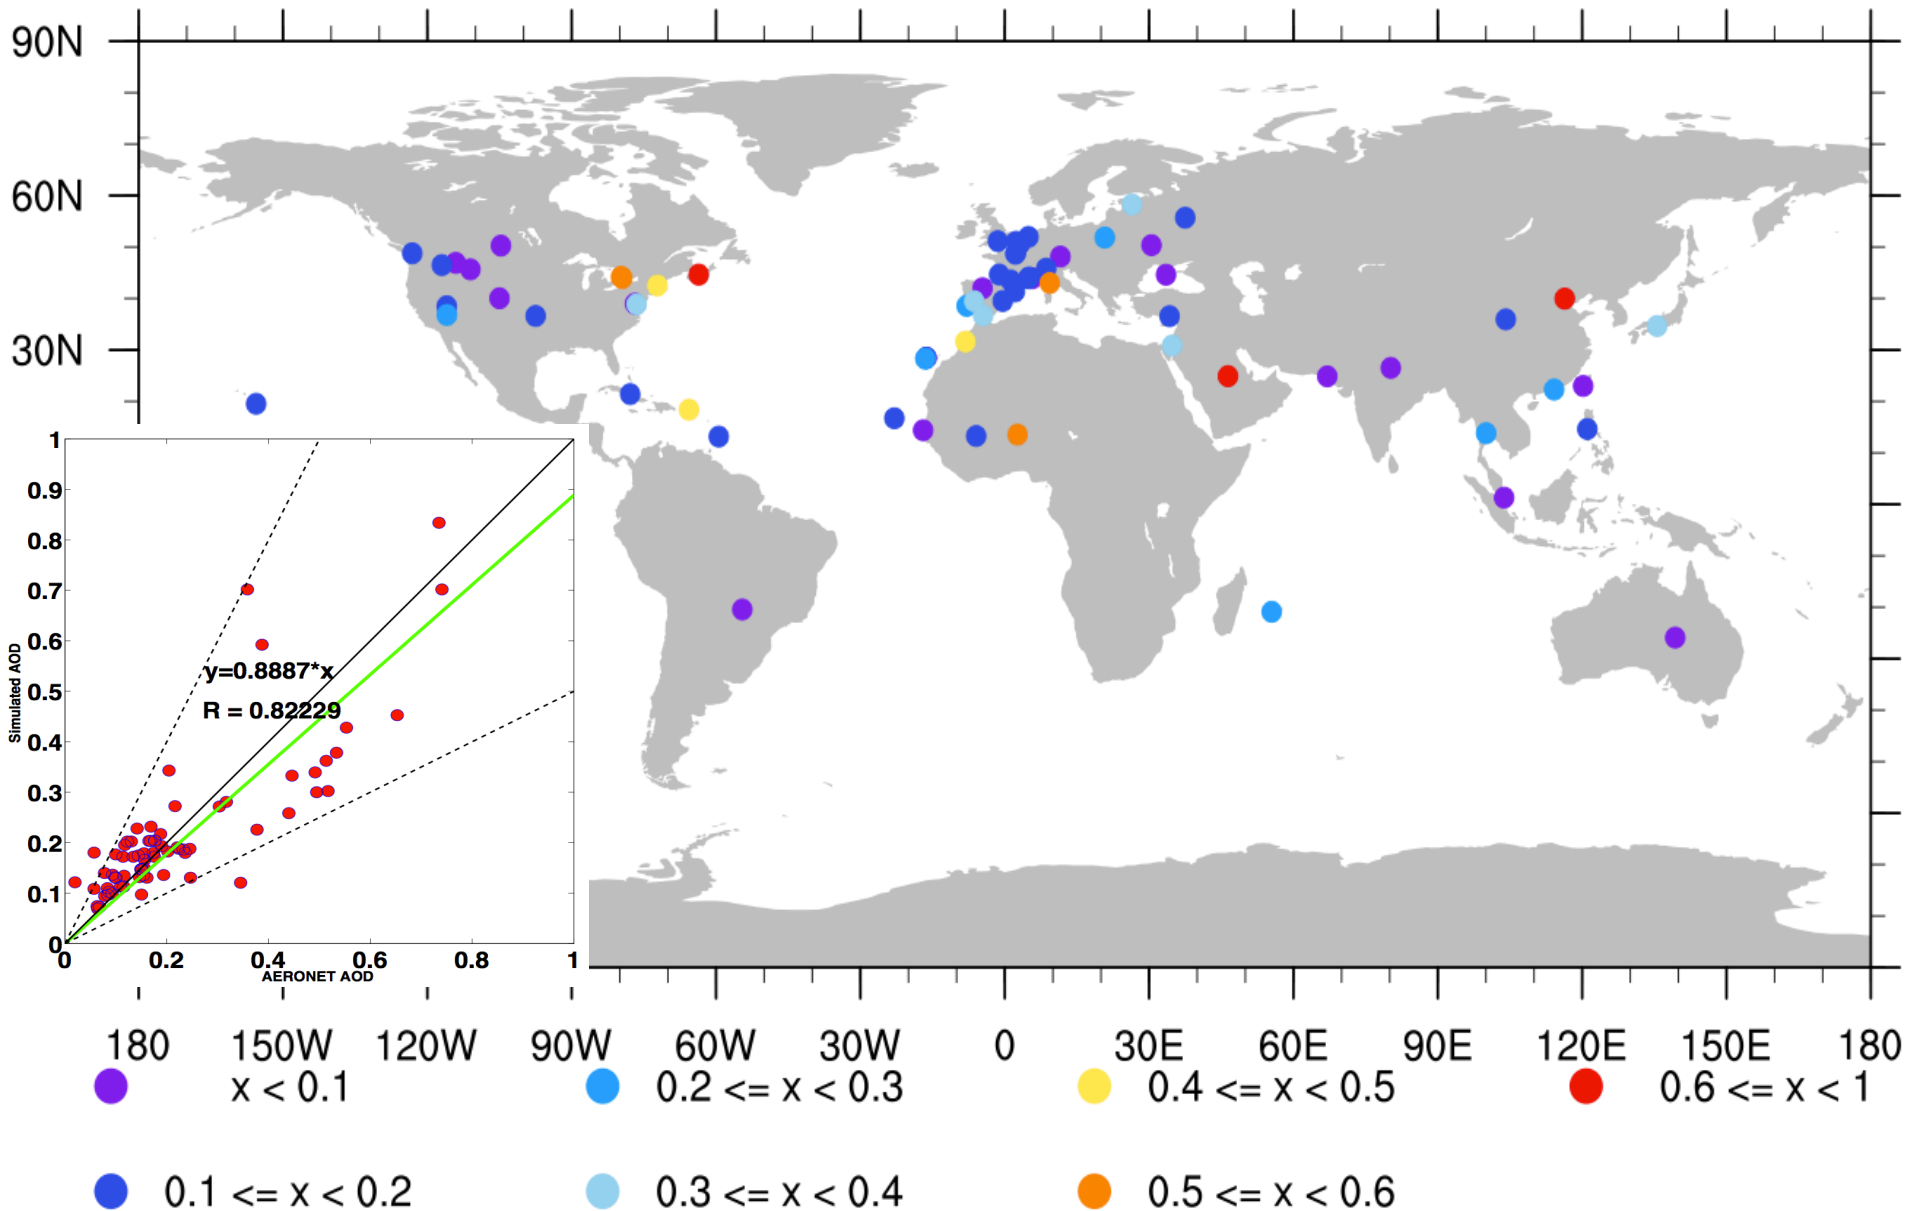 90N
60N
30N
1
0.9
0.8
0.7
0.6
0.5
0.4
0.3
0.2
0.1
0
Simulated AOD
y=0.8887*x
R = 0.82229
0 0.2 0.4 0.6 0.8 1
AERONET AOD
180 150W 120W 90W 60W 30W 0 30E 60E 90E 120E 150E 180
x < 0.1 0.2 <= x < 0.3 0.4 <= x < 0.5 0.6 <= x < 1
0.1 <= x < 0.2 0.3 <= x < 0.4 0.5 <= x < 0.6